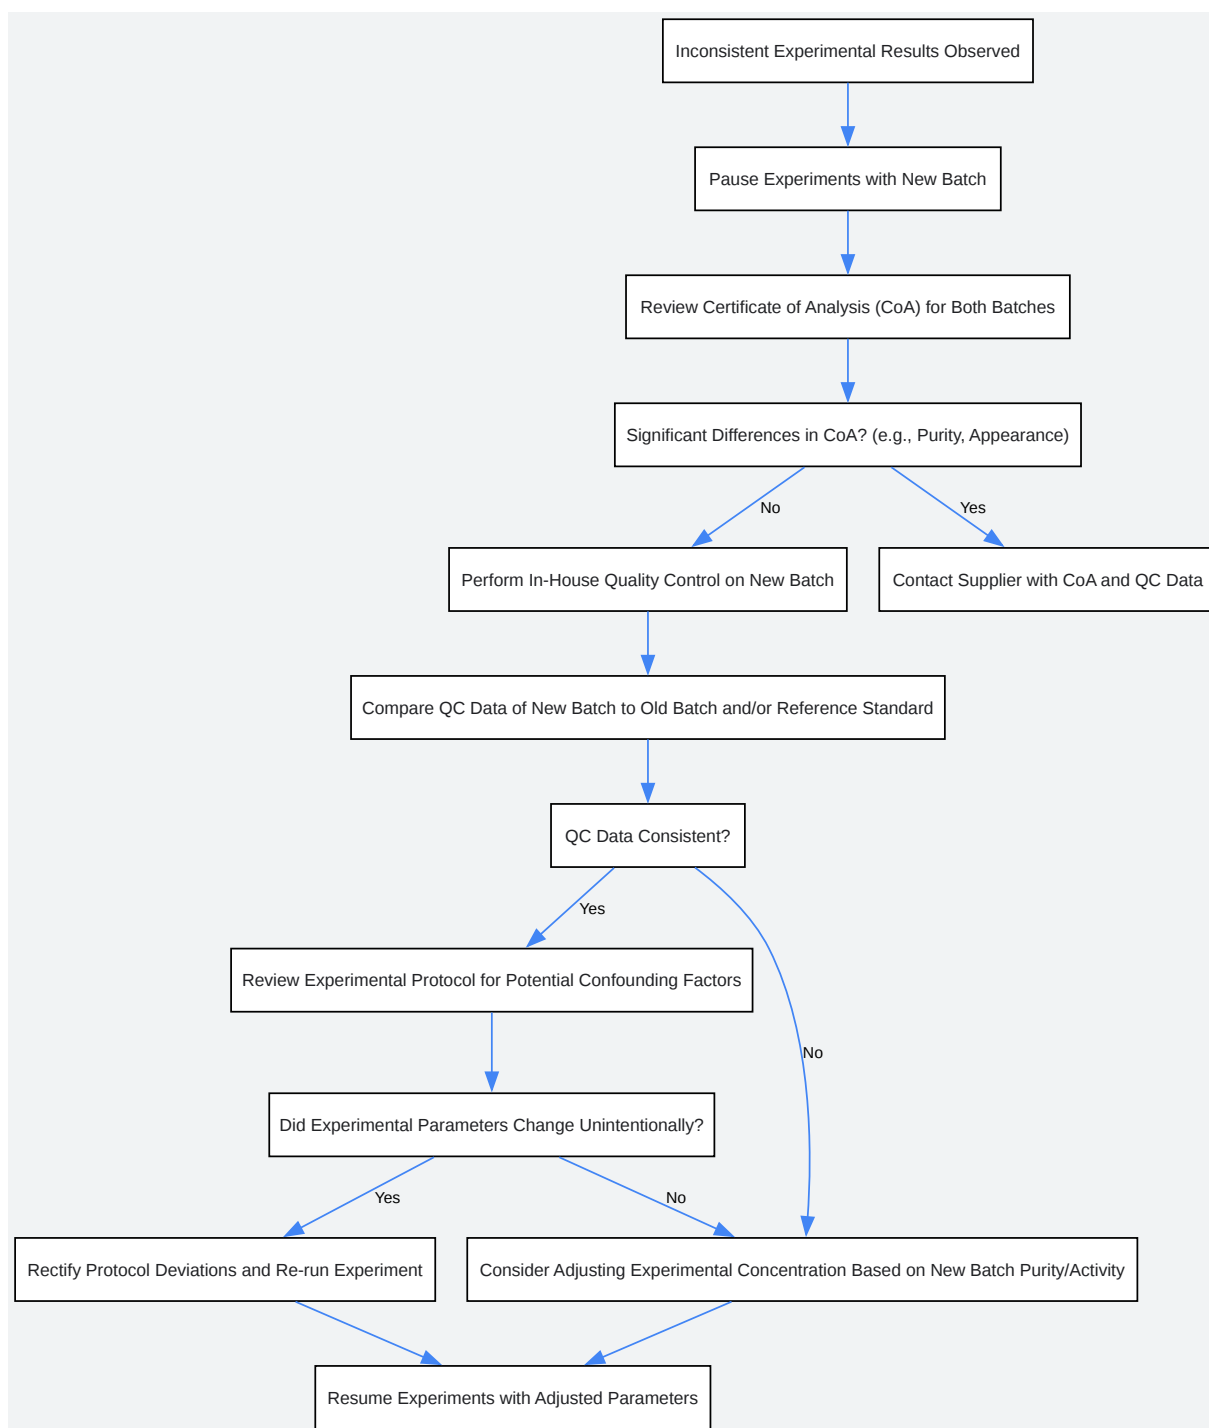 Inconsistent Experimental Results Observed
Pause Experiments with New Batch
Review Certificate of Analysis (CoA) for Both Batches
Significant Differences in CoA? (e.g., Purity, Appearance)
No
Yes
Perform In-House Quality Control on New Batch
Contact Supplier with CoA and QC Data
Compare QC Data of New Batch to Old Batch and/or Reference Standard
QC Data Consistent?
Yes
Review Experimental Protocol for Potential Confounding Factors
No
Did Experimental Parameters Change Unintentionally?
Yes
No
Rectify Protocol Deviations and Re-run Experiment
Consider Adjusting Experimental Concentration Based on New Batch Purity/Activity
Resume Experiments with Adjusted Parameters